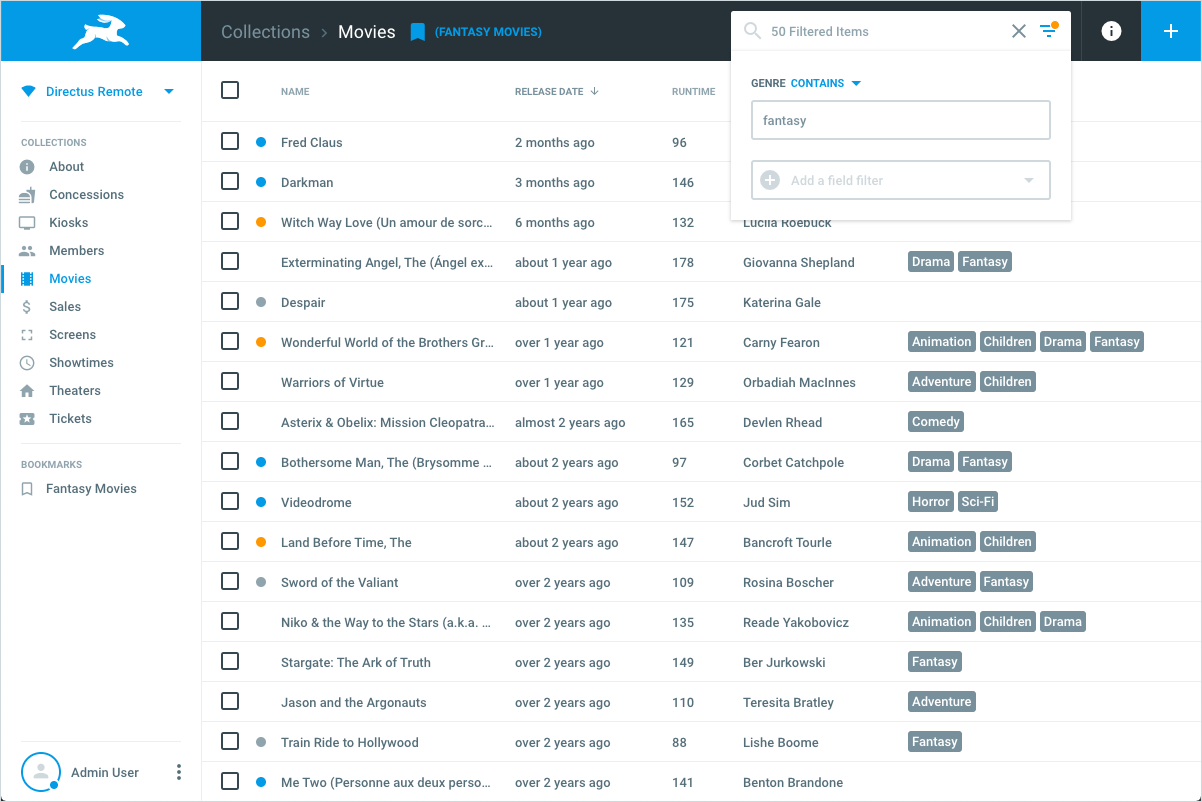 Collections › Movies (FANTASY MOVIES)
50 Filtered Items
GENRE CONTAINS
fantasy
Add a field filter
Directus Remote
COLLECTIONS
About
Concessions
Kiosks
Members
Movies
Sales
Screens
Showtimes
Theaters
Tickets
BOOKMARKS
Fantasy Movies
Admin User
NAME RELEASE DATE RUNTIME
Fred Claus 2 months ago 96
Darkman 3 months ago 146
Witch Way Love (Un amour de sorc... 6 months ago 132 Lucila Roebuck
Exterminating Angel, The (Ángel ex... about 1 year ago 178 Giovanna Shepland Drama Fantasy
Despair about 1 year ago 175 Katerina Gale
Wonderful World of the Brothers Gr... over 1 year ago 121 Carny Fearon Animation Children Drama Fantasy
Warriors of Virtue over 1 year ago 129 Orbadiah MacInnes Adventure Children
Asterix & Obelix: Mission Cleopatra... almost 2 years ago 165 Devlen Rhead Comedy
Bothersome Man, The (Brysomme ... about 2 years ago 97 Corbet Catchpole Drama Fantasy
Videodrome about 2 years ago 152 Jud Sim Horror Sci-Fi
Land Before Time, The about 2 years ago 147 Bancroft Tourle Animation Children
Sword of the Valiant over 2 years ago 109 Rosina Boscher Adventure Fantasy
Niko & the Way to the Stars (a.k.a. ... over 2 years ago 135 Reade Yakobovicz Animation Children Drama
Stargate: The Ark of Truth over 2 years ago 149 Ber Jurkowski Fantasy
Jason and the Argonauts over 2 years ago 110 Teresita Bratley Adventure
Train Ride to Hollywood over 2 years ago 88 Lishe Boome Fantasy
Me Two (Personne aux deux perso... over 2 years ago 141 Benton Brandone